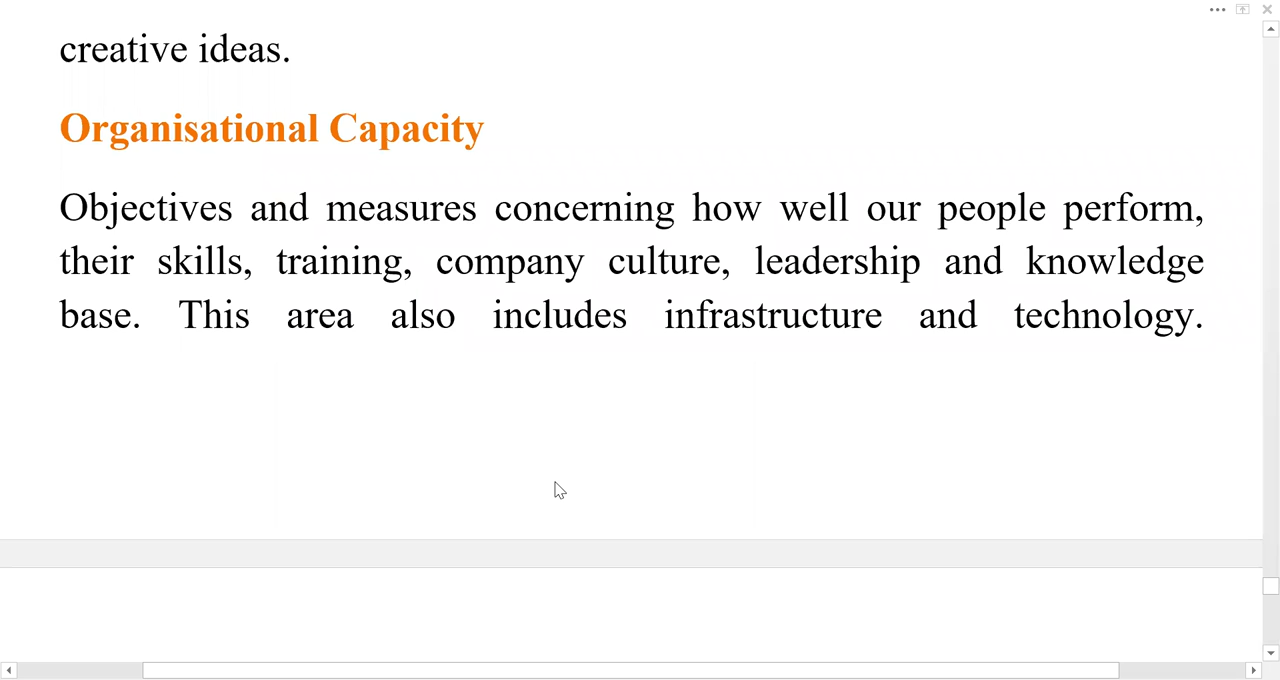 creative ideas.
Organisational Capacity
Objectives and measures concerning how well our people perform,
their skills, training, company culture, leadership and knowledge
base. This area also includes infrastructure and technology.